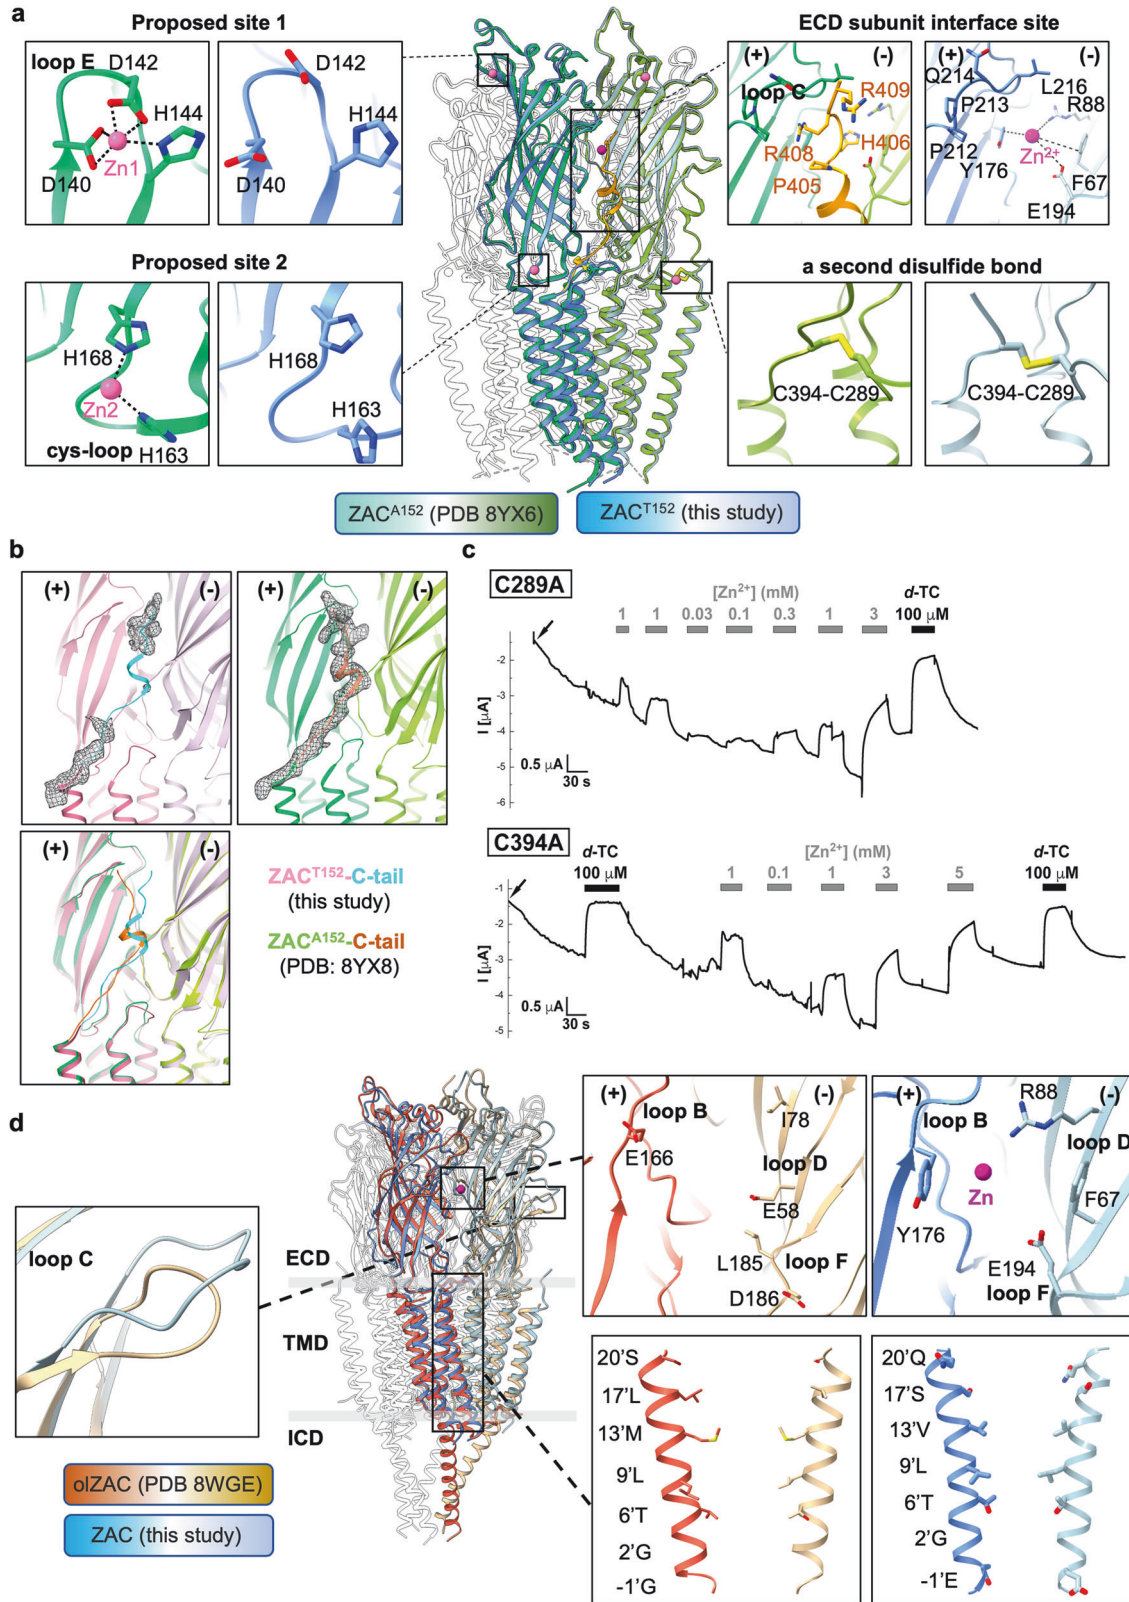 a
Proposed site 1
loop E
D142
H144
Zn1
D140
D142
H144
D140
Proposed site 2
H168
Zn2
cys-loop
H163
H168
H163
ECD subunit interface site
(+)
(-)
loop C
R409
R408
H406
P405
(+)
(-)
Q214
L216
P213
R88
P212
Zn2+
Y176
F67
E194
a second disulfide bond
C394-C289
C394-C289
ZACA152 (PDB 8YX6)
ZACT152 (this study)
b
(+)
(-)
(+)
(-)
(+)
(-)
ZACT152-C-tail
(this study)
ZACA152-C-tail
(PDB: 8YX8)
c
C289A
[Zn2+] (mM)
d-TC
1 1 0.03 0.1 0.3 1 3 100 μM
I [μA]
-2
-3
-4
-5
-6
0.5 μA
30 s
C394A
d-TC
[Zn2+] (mM)
d-TC
100 μM
1 0.1 1 3 5 100 μM
I [μA]
-1
-2
-3
-4
-5
0.5 μA
30 s
d
loop C
ECD
TMD
ICD
olZAC (PDB 8WGE)
ZAC (this study)
(+)
(-)
loop B
I78
E166
loop D
E58
L185
loop F
D186
(+)
R88
(-)
loop B
loop D
Zn
F67
Y176
E194
loop F
20'S
17'L
13'M
9'L
6'T
2'G
-1'G
20'Q
17'S
13'V
9'L
6'T
2'G
-1'E